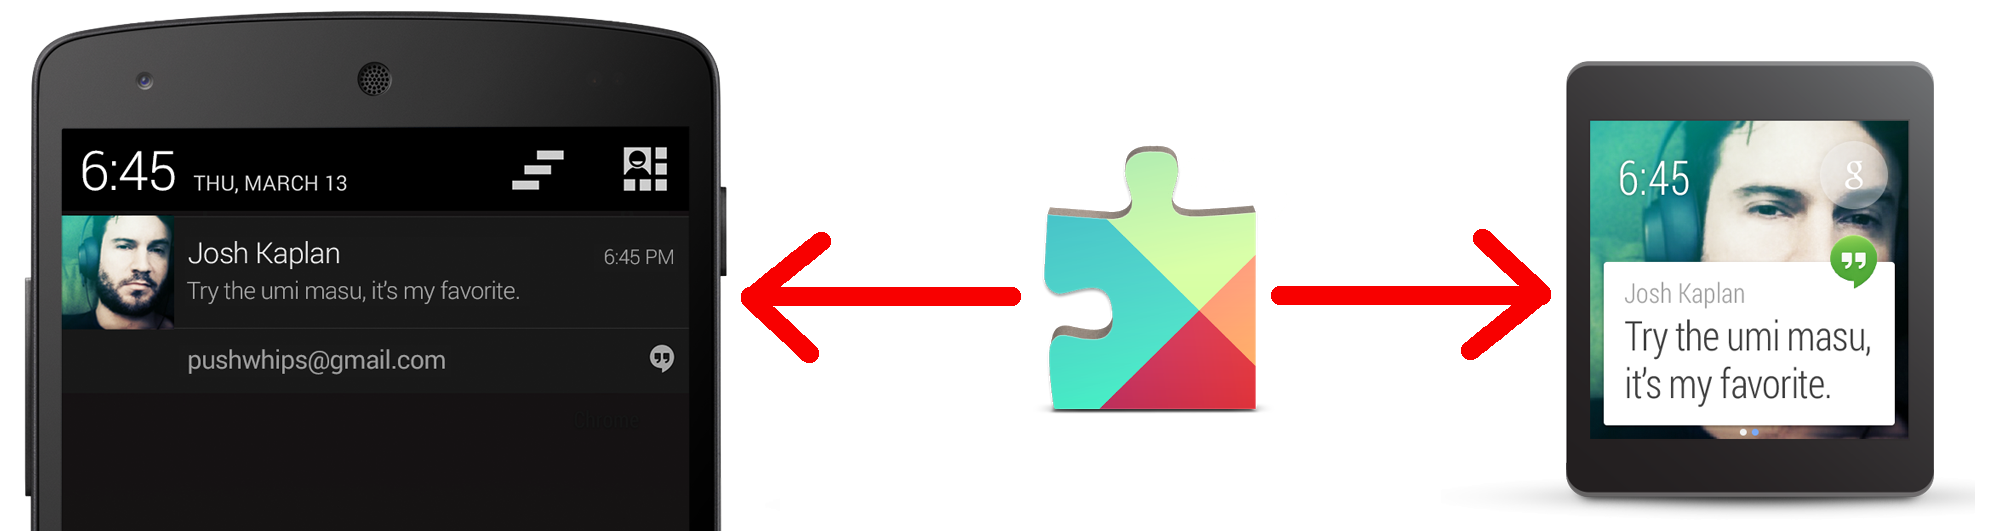 6:45 THU, MARCH 13
Josh Kaplan 6:45 PM
Try the umi masu, it's my favorite.
pushwhips@gmail.com
6:45 g
Josh Kaplan
Try the umi masu,
it's my favorite.